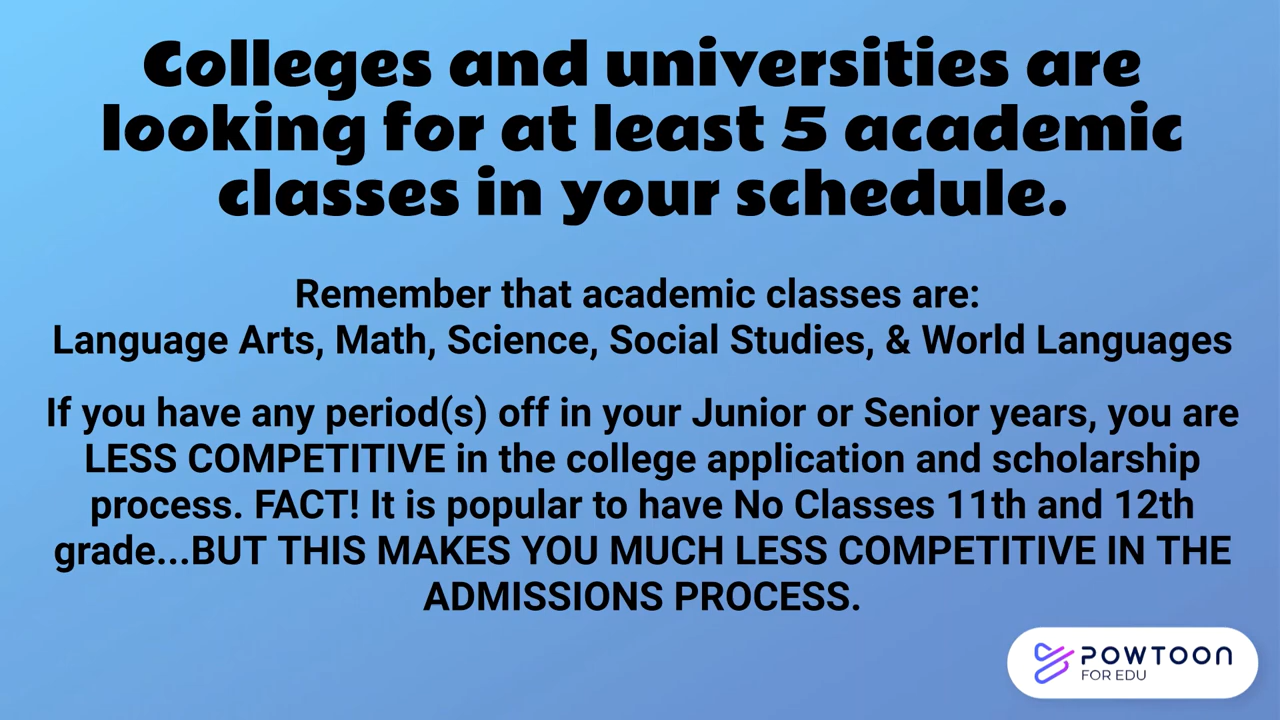 Colleges and universities are
looking for at least 5 academic
classes in your schedule.
Remember that academic classes are:
Language Arts, Math, Science, Social Studies, & World Languages
If you have any period(s) off in your Junior or Senior years, you are
LESS COMPETITIVE in the college application and scholarship
process. FACT! It is popular to have No Classes 11th and 12th
grade...BUT THIS MAKES YOU MUCH LESS COMPETITIVE IN THE
ADMISSIONS PROCESS.
POWTOON
FOR EDU